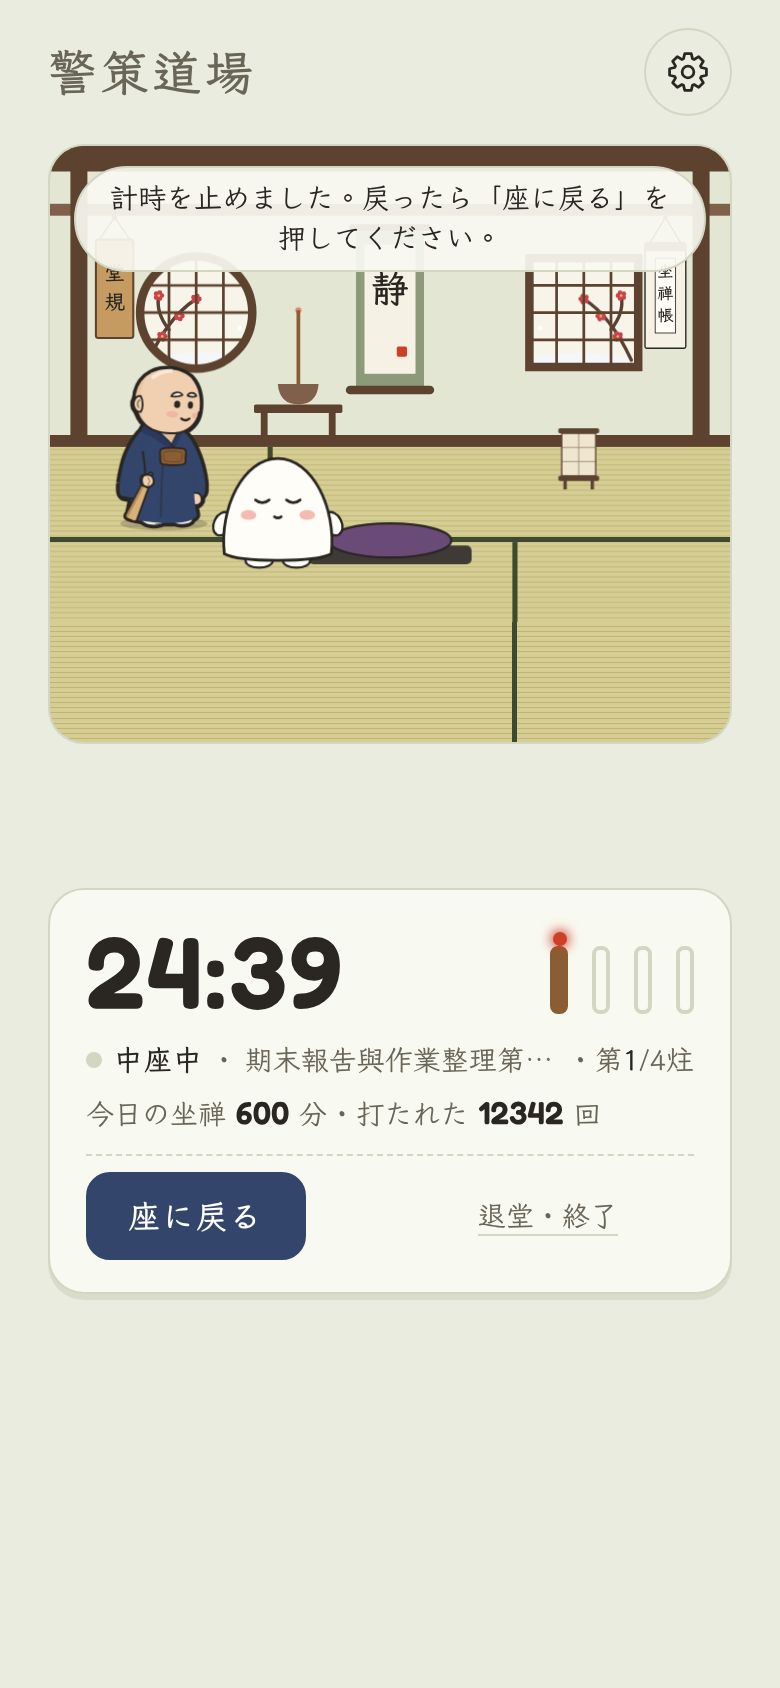 警策道場
計時を止めました。戻ったら「座に戻る」を
押してください。
堂規
静
坐禅帳
24:39
中座中 · 期末報告與作業整理第⋯ · 第1/4炷
今日の坐禅 600 分・打たれた 12342 回
座に戻る
退堂・終了